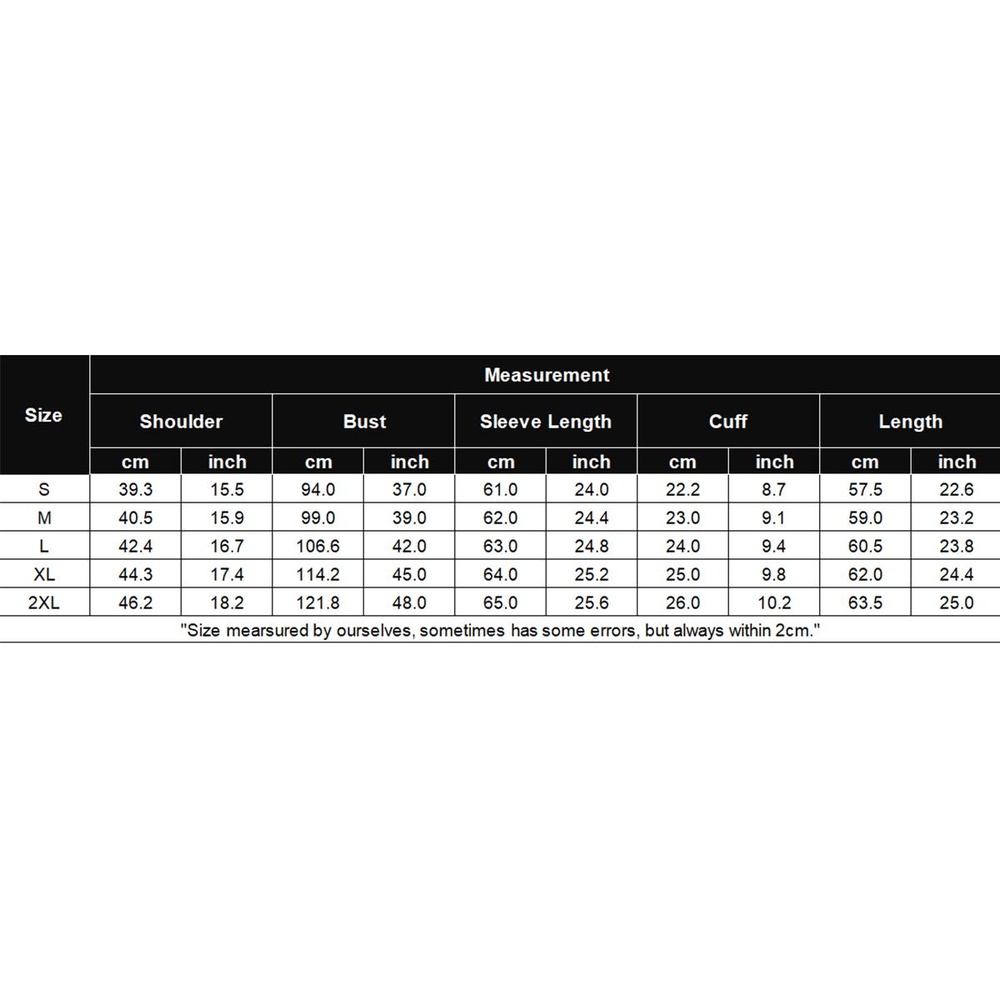 Measurement
Size
Shoulder Bust Sleeve Length Cuff Length
cm inch cm inch cm inch cm inch cm inch
S 39.3 15.5 94.0 37.0 61.0 24.0 22.2 8.7 57.5 22.6
M 40.5 15.9 99.0 39.0 62.0 24.4 23.0 9.1 59.0 23.2
L 42.4 16.7 106.6 42.0 63.0 24.8 24.0 9.4 60.5 23.8
XL 44.3 17.4 114.2 45.0 64.0 25.2 25.0 9.8 62.0 24.4
2XL 46.2 18.2 121.8 48.0 65.0 25.6 26.0 10.2 63.5 25.0
"Size mearsured by ourselves, sometimes has some errors, but always within 2cm."